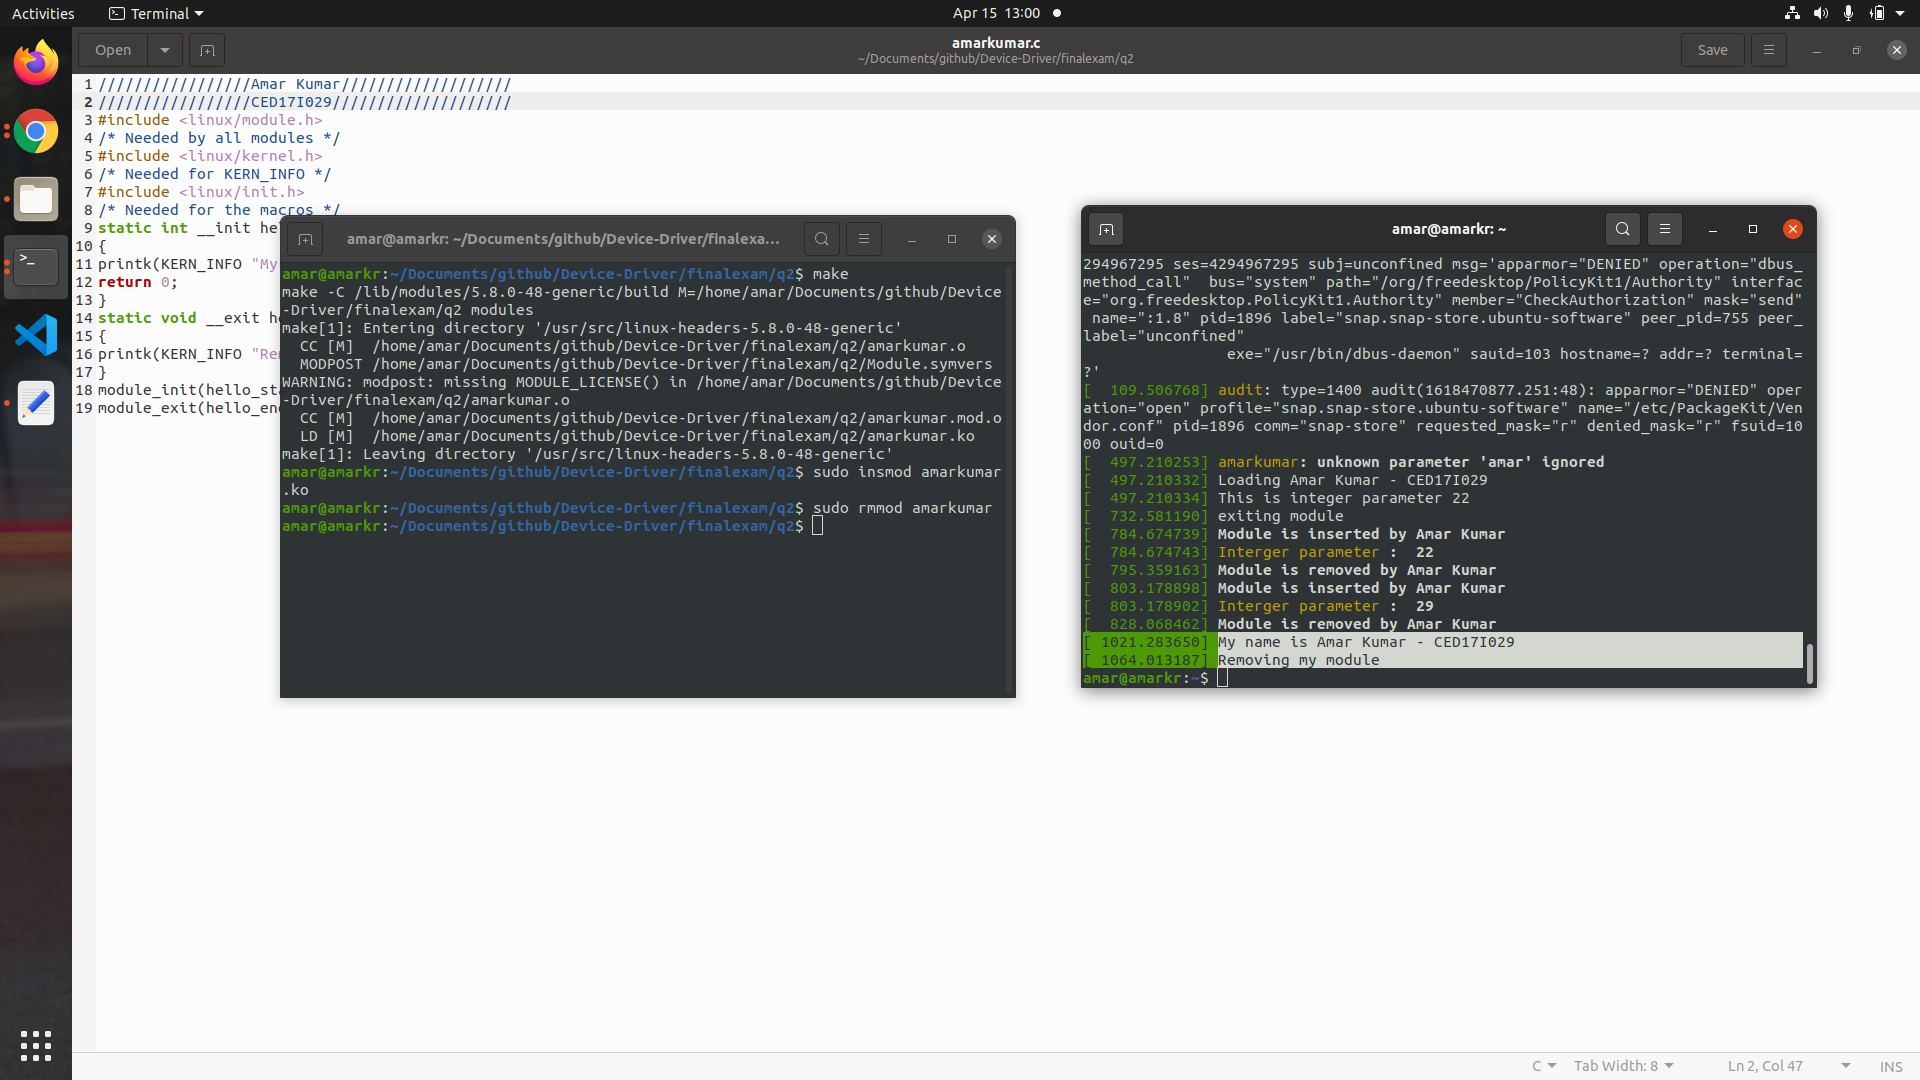 Activities
Terminal
Apr 15 13:00
Open
amarkumar.c
~/Documents/github/Device-Driver/finalexam/q2
Save
1 /////////////////Amar Kumar///////////////////
2 /////////////////CED17I029////////////////////
3 #include <linux/module.h>
4 /* Needed by all modules */
5 #include <linux/kernel.h>
6 /* Needed for KERN_INFO */
7 #include <linux/init.h>
8 /* Needed for the macros */
9 static int __init he
10 {
11 printk(KERN_INFO "My
12 return 0;
13 }
14 static void __exit he
15 {
16 printk(KERN_INFO "Re
17 }
18 module_init(hello_st
19 module_exit(hello_en
amar@amarkr: ~/Documents/github/Device-Driver/finalexa...
amar@amarkr:~/Documents/github/Device-Driver/finalexam/q2$ make
make -C /lib/modules/5.8.0-48-generic/build M=/home/amar/Documents/github/Device
-Driver/finalexam/q2 modules
make[1]: Entering directory '/usr/src/linux-headers-5.8.0-48-generic'
CC [M]  /home/amar/Documents/github/Device-Driver/finalexam/q2/amarkumar.o
MODPOST /home/amar/Documents/github/Device-Driver/finalexam/q2/Module.symvers
WARNING: modpost: missing MODULE_LICENSE() in /home/amar/Documents/github/Device
-Driver/finalexam/q2/amarkumar.o
CC [M]  /home/amar/Documents/github/Device-Driver/finalexam/q2/amarkumar.mod.o
LD [M]  /home/amar/Documents/github/Device-Driver/finalexam/q2/amarkumar.ko
make[1]: Leaving directory '/usr/src/linux-headers-5.8.0-48-generic'
amar@amarkr:~/Documents/github/Device-Driver/finalexam/q2$ sudo insmod amarkumar
.ko
amar@amarkr:~/Documents/github/Device-Driver/finalexam/q2$ sudo rmmod amarkumar
amar@amarkr:~/Documents/github/Device-Driver/finalexam/q2$
amar@amarkr: ~
294967295 ses=4294967295 subj=unconfined msg='apparmor="DENIED" operation="dbus_
method_call"  bus="system" path="/org/freedesktop/PolicyKit1/Authority" interfac
e="org.freedesktop.PolicyKit1.Authority" member="CheckAuthorization" mask="send"
name=":1.8" pid=1896 label="snap.snap-store.ubuntu-software" peer_pid=755 peer_
label="unconfined"
exe="/usr/bin/dbus-daemon" sauid=103 hostname=? addr=? terminal=
?'
[  109.506768] audit: type=1400 audit(1618470877.251:48): apparmor="DENIED" oper
ation="open" profile="snap.snap-store.ubuntu-software" name="/etc/PackageKit/Ven
dor.conf" pid=1896 comm="snap-store" requested_mask="r" denied_mask="r" fsuid=10
00 ouid=0
[  497.210253] amarkumar: unknown parameter 'amar' ignored
[  497.210332] Loading Amar Kumar - CED17I029
[  497.210334] This is integer parameter 22
[  732.581190] exiting module
[  784.674739] Module is inserted by Amar Kumar
[  784.674743] Interger parameter :  22
[  795.359163] Module is removed by Amar Kumar
[  803.178898] Module is inserted by Amar Kumar
[  803.178902] Interger parameter :  29
[  828.068462] Module is removed by Amar Kumar
[ 1021.283650] My name is Amar Kumar - CED17I029
[ 1064.013187] Removing my module
amar@amarkr:~$
C
Tab Width: 8
Ln 2, Col 47
INS